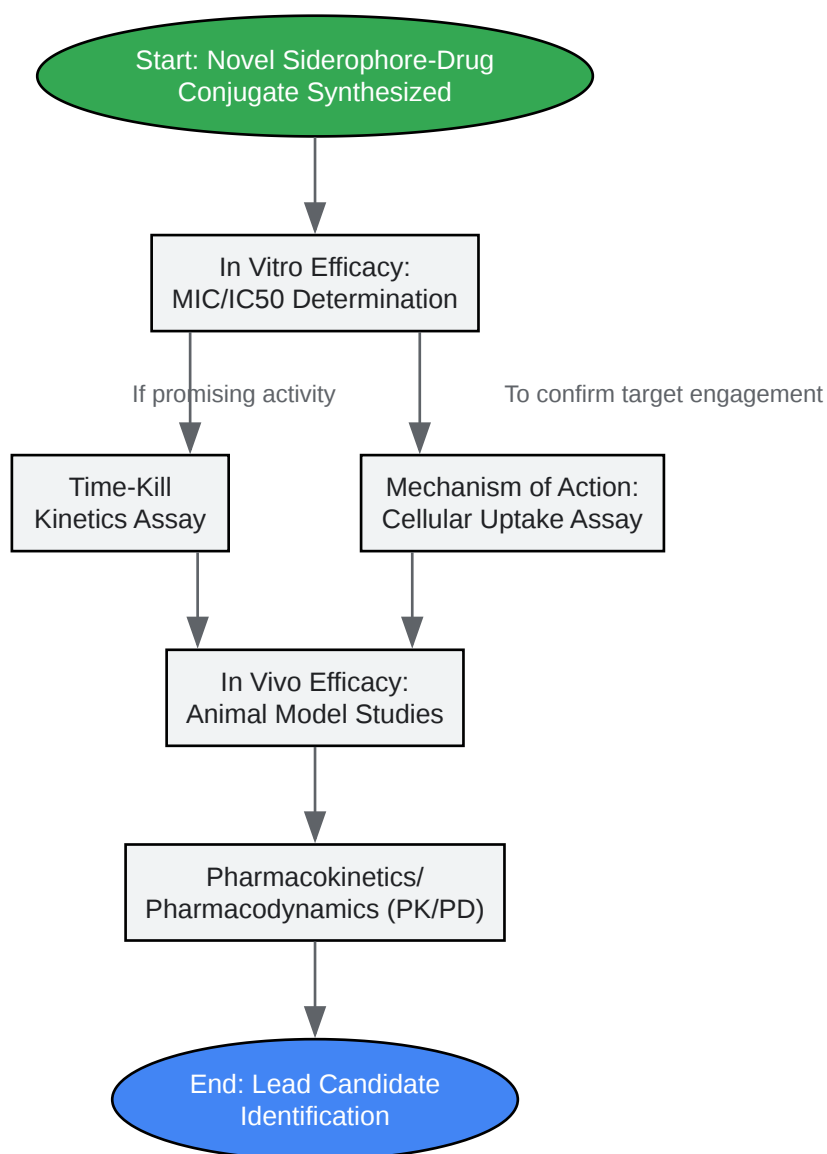 Start: Novel Siderophore-Drug
Conjugate Synthesized
In Vitro Efficacy:
MIC/IC50 Determination
If promising activity
To confirm target engagement
Time-Kill
Kinetics Assay
Mechanism of Action:
Cellular Uptake Assay
In Vivo Efficacy:
Animal Model Studies
Pharmacokinetics/
Pharmacodynamics (PK/PD)
End: Lead Candidate
Identification